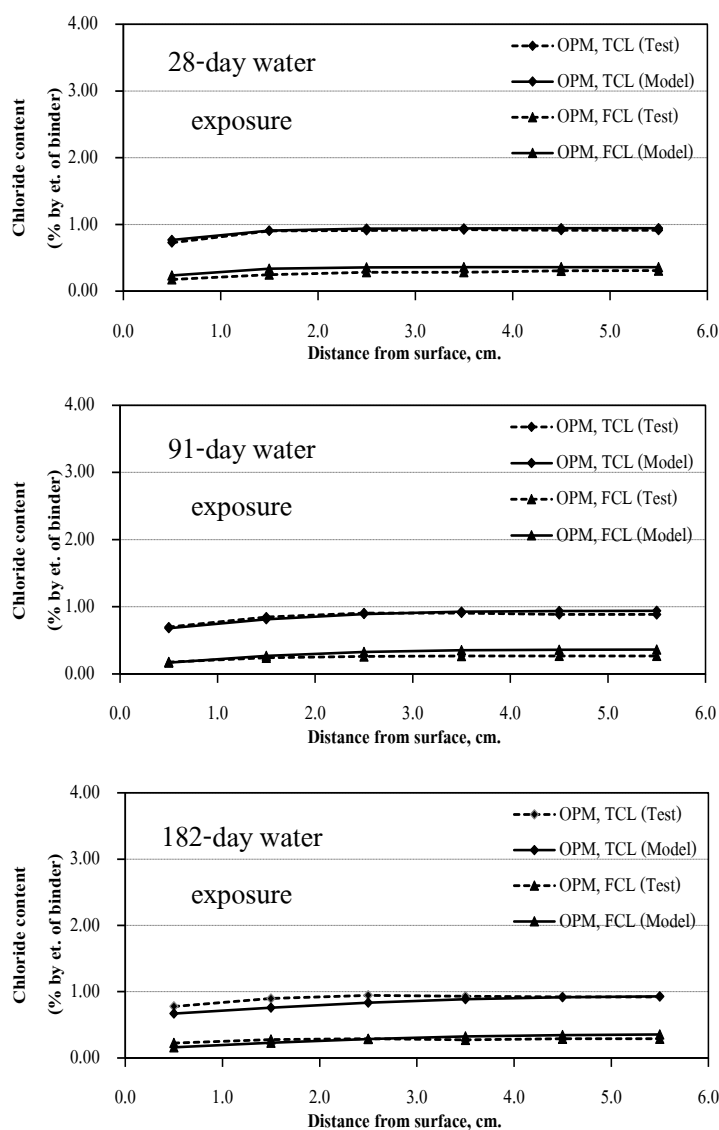 4.00
3.00
2.00
1.00
0.00
0.0 1.0 2.0 3.0 4.0 5.0 6.0
Chloride content
(% by et. of binder)
Distance from surface, cm.
28-day water
exposure
OPM, TCL (Test)
OPM, TCL (Model)
OPM, FCL (Test)
OPM, FCL (Model)
4.00
3.00
2.00
1.00
0.00
0.0 1.0 2.0 3.0 4.0 5.0 6.0
Chloride content
(% by et. of binder)
Distance from surface, cm.
91-day water
exposure
OPM, TCL (Test)
OPM, TCL (Model)
OPM, FCL (Test)
OPM, FCL (Model)
4.00
3.00
2.00
1.00
0.00
0.0 1.0 2.0 3.0 4.0 5.0 6.0
Chloride content
(% by et. of binder)
Distance from surface, cm.
182-day water
exposure
OPM, TCL (Test)
OPM, TCL (Model)
OPM, FCL (Test)
OPM, FCL (Model)